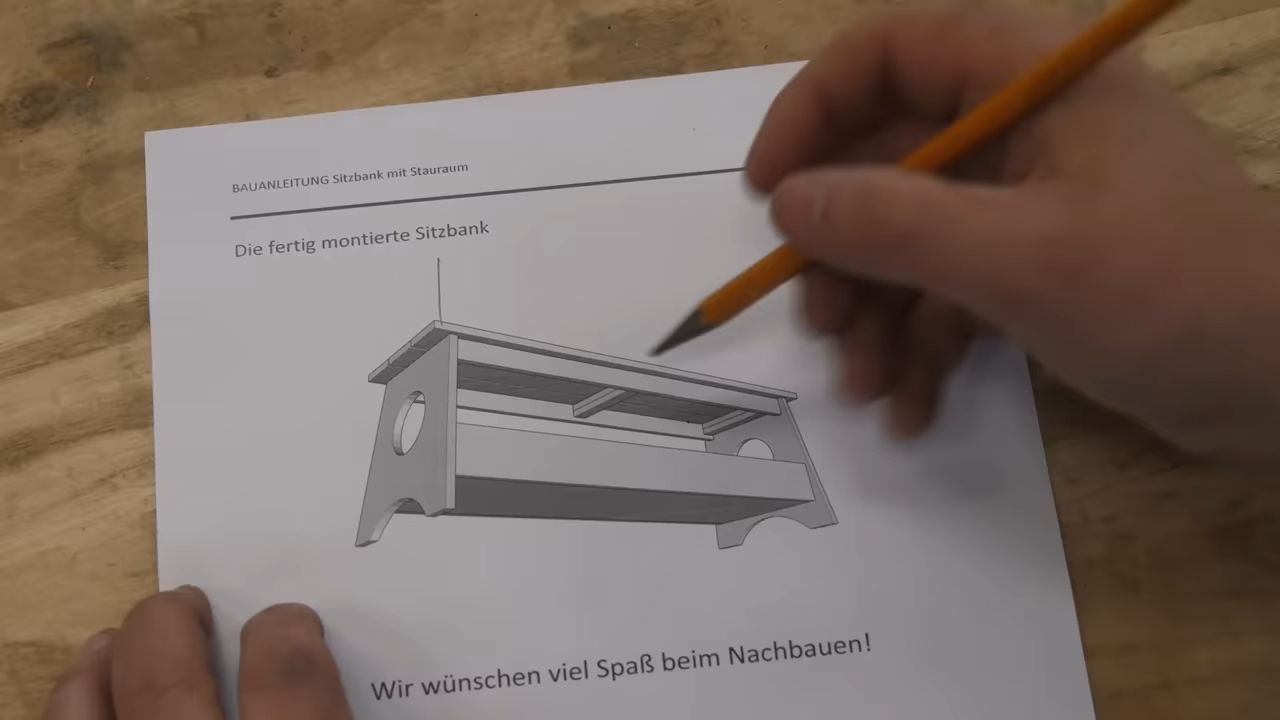 BAUANLEITUNG Sitzbank mit Stauraum
Die fertig montierte Sitzbank
Wir wünschen viel Spaß beim Nachbauen!